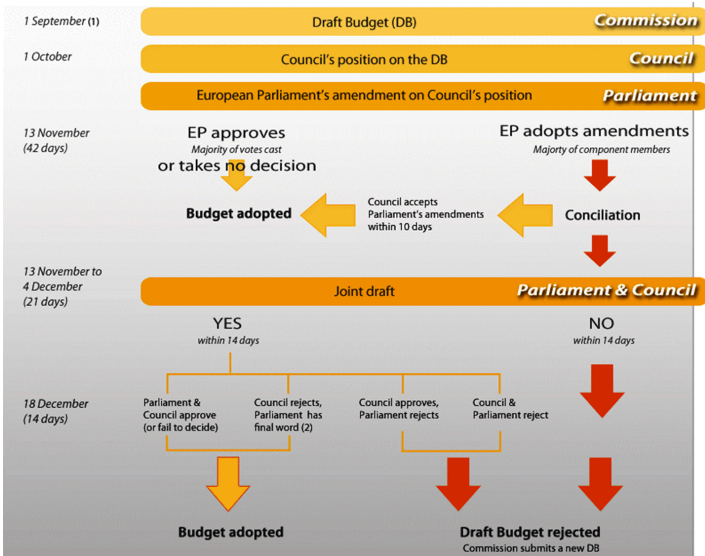 1 September (1)
Draft Budget (DB)
Commission
1 October
Council's position on the DB
Council
European Parliament's amendment on Council's position
Parliament
13 November
(42 days)
EP approves
Majority of votes cast
or takes no decision
EP adopts amendments
Majorty of component members
Budget adopted
Council accepts
Parliament's amendments
within 10 days
Conciliation
13 November to
4 December
(21 days)
Joint draft
Parliament & Council
YES
within 14 days
NO
within 14 days
18 December
(14 days)
Parliament &
Council approve
(or fail to decide)
Council rejects,
Parliament has
final word (2)
Council approves,
Parliament rejects
Council &
Parliament reject
Budget adopted
Draft Budget rejected
Commission submits a new DB